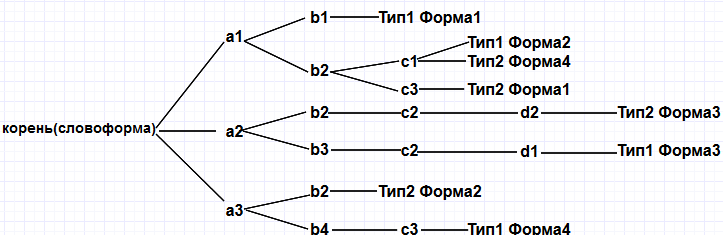 b1 Тип1 Форма1
a1
Тип1 Форма2
b2 c1 Тип2 Форма4
c3 Тип2 Форма1
b2 c2 d2 Тип2 Форма3
корень(словоформа) a2
b3 c2 d1 Тип1 Форма3
b2 Тип2 Форма2
a3
b4 c3 Тип1 Форма4